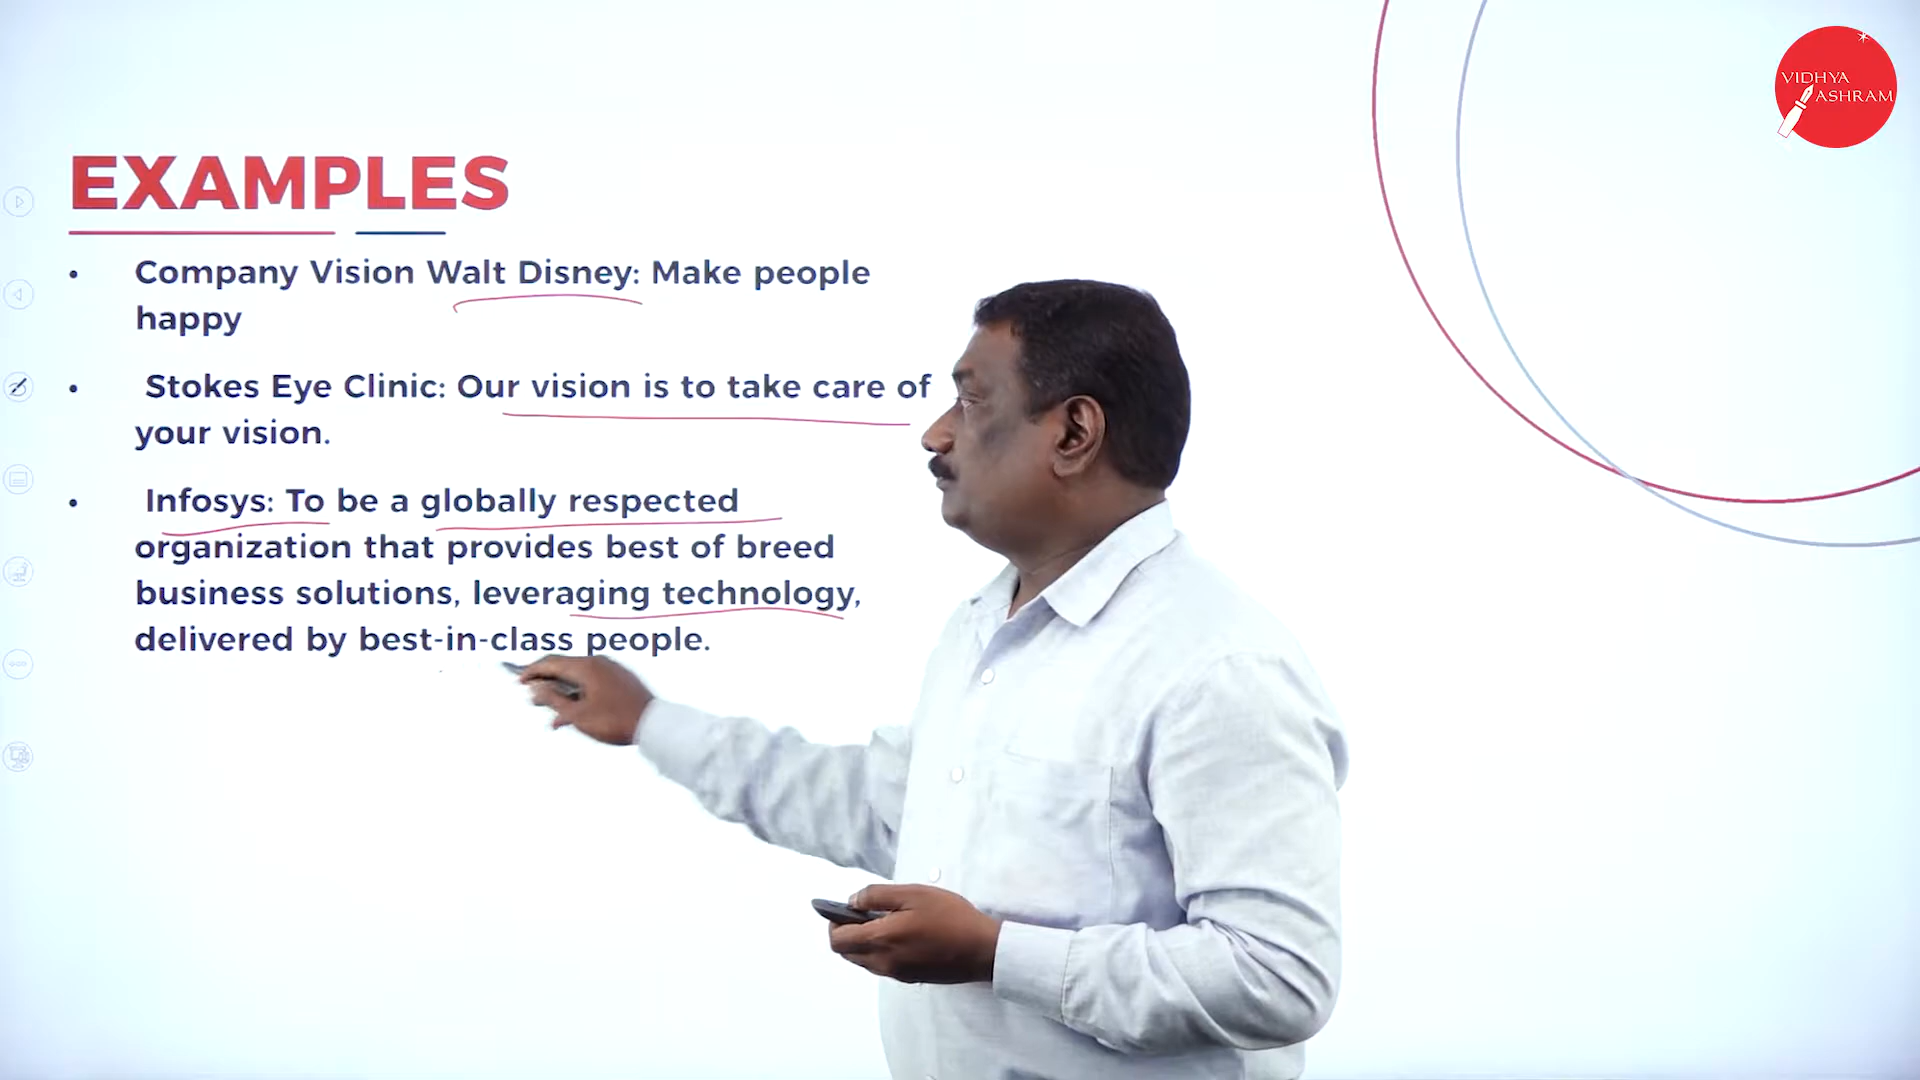 VIDHYA
ASHRAM
EXAMPLES
• Company Vision Walt Disney: Make people
happy
• Stokes Eye Clinic: Our vision is to take care of
your vision.
• Infosys: To be a globally respected
organization that provides best of breed
business solutions, leveraging technology,
delivered by best-in-class people.